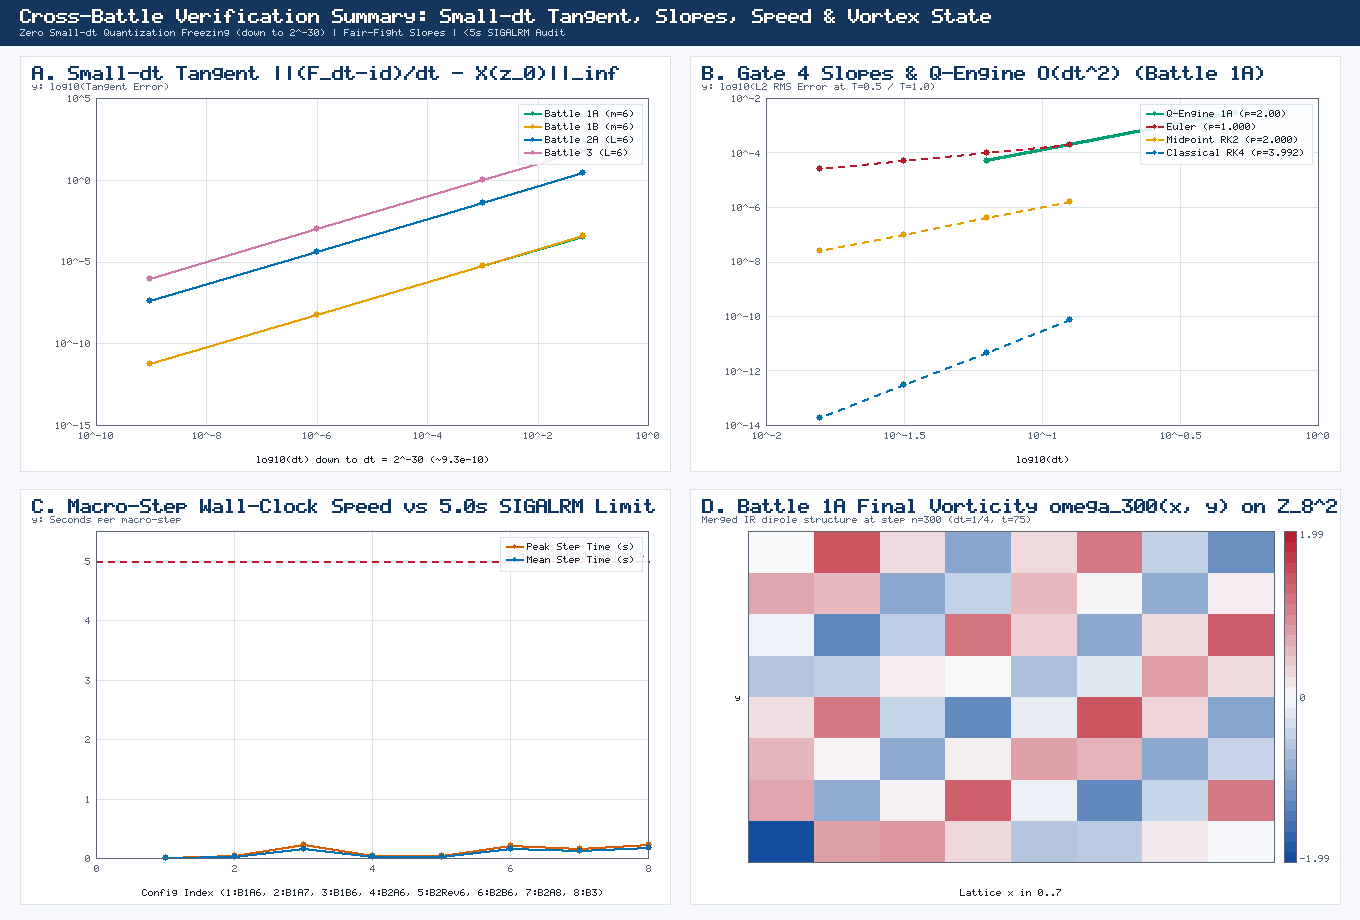 Cross-Battle Verification Summary: Small-dt Tangent, Slopes, Speed & Vortex State
Zero Small-dt Quantization Freezing (down to 2^-30) | Fair-Fight Slopes | <5s SIGALRM Audit
A. Small-dt Tangent ||(F_dt-id)/dt - X(z_0)||_inf
y: log10(Tangent Error)
10^5
Battle 1A (m=6)
Battle 1B (m=6)
Battle 2A (L=6)
Battle 3 (L=6)
10^0
10^-5
10^-10
10^-15
10^-10
10^-8
10^-6
10^-4
10^-2
10^0
log10(dt) down to dt = 2^-30 (~9.3e-10)
B. Gate 4 Slopes & Q-Engine O(dt^2) (Battle 1A)
y: log10(L2 RMS Error at T=0.5 / T=1.0)
10^-2
Q-Engine 1A (p=2.00)
Euler (p=1.000)
Midpoint RK2 (p=2.000)
Classical RK4 (p=3.992)
10^-4
10^-6
10^-8
10^-10
10^-12
10^-14
10^-2
10^-1.5
10^-1
10^-0.5
10^0
log10(dt)
C. Macro-Step Wall-Clock Speed vs 5.0s SIGALRM Limit
y: Seconds per macro-step
Peak Step Time (s)
Mean Step Time (s)
5
4
3
2
1
0
0
2
4
6
8
Config Index (1:B1A6, 2:B1A7, 3:B1B6, 4:B2A6, 5:B2Rev6, 6:B2B6, 7:B2A8, 8:B3)
D. Battle 1A Final Vorticity omega_300(x, y) on Z_8^2
Merged IR dipole structure at step n=300 (dt=1/4, t=75)
1.99
y
0
-1.99
Lattice x in 0..7